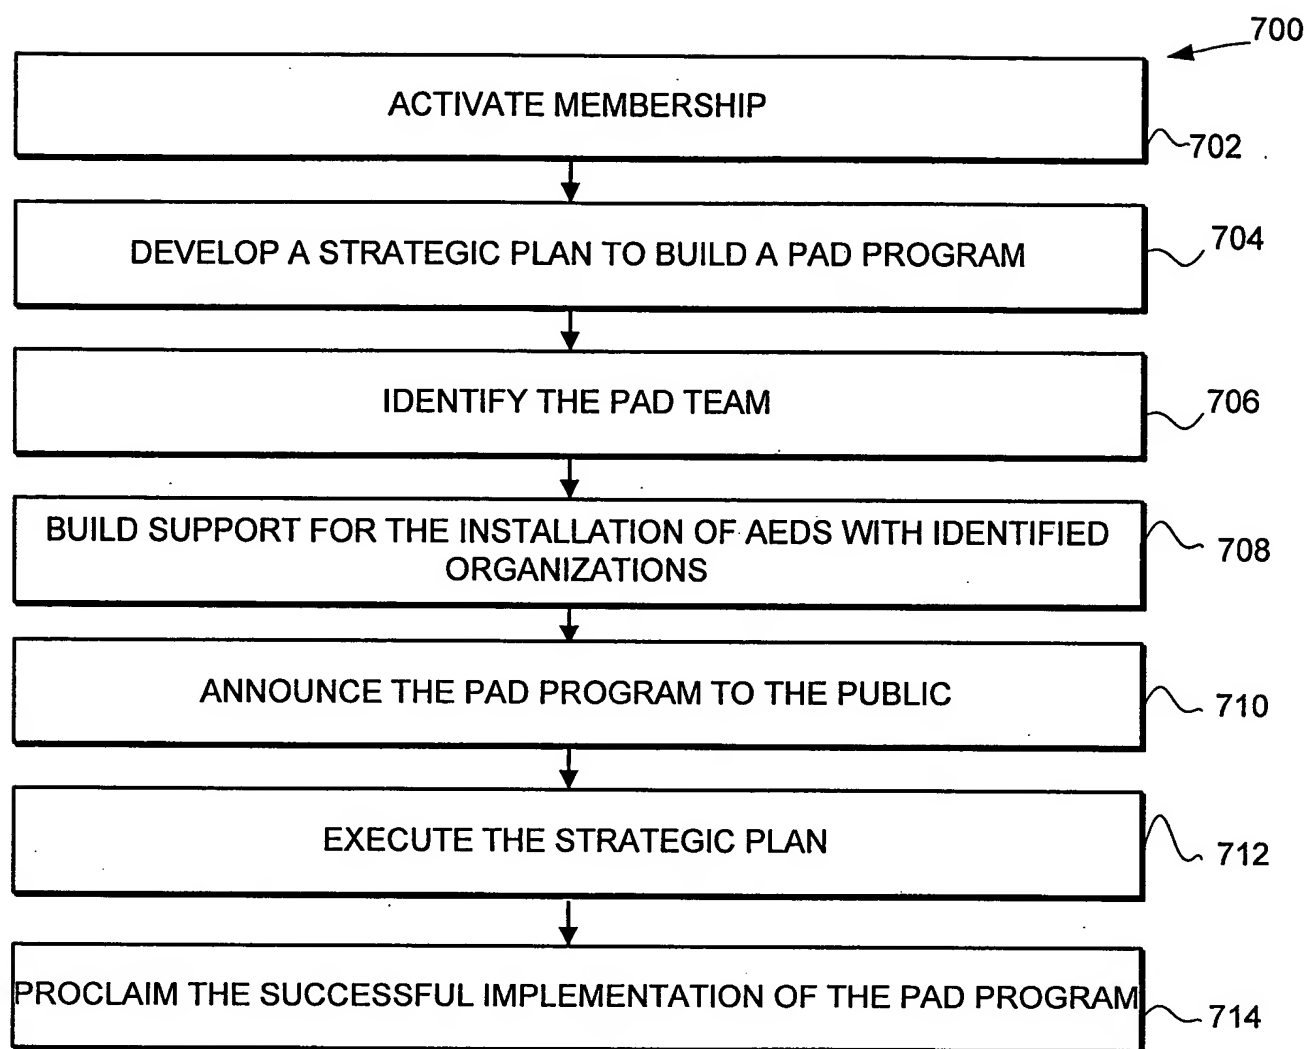 700
ACTIVATE MEMBERSHIP
702
DEVELOP A STRATEGIC PLAN TO BUILD A PAD PROGRAM
704
IDENTIFY THE PAD TEAM
706
BUILD SUPPORT FOR THE INSTALLATION OF AEDS WITH IDENTIFIED
ORGANIZATIONS
708
ANNOUNCE THE PAD PROGRAM TO THE PUBLIC
710
EXECUTE THE STRATEGIC PLAN
712
PROCLAIM THE SUCCESSFUL IMPLEMENTATION OF THE PAD PROGRAM
714